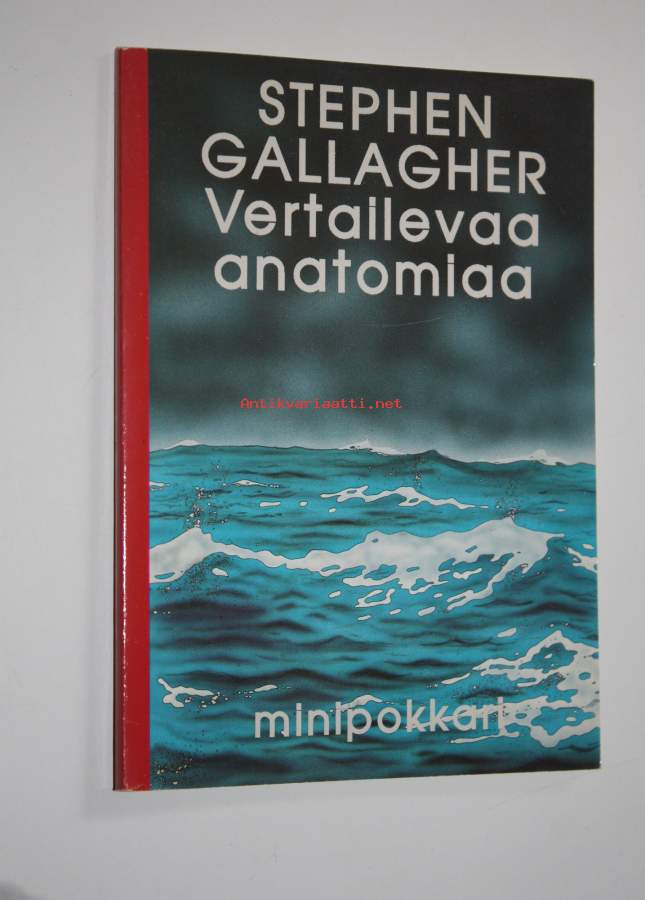 STEPHEN
GALLAGHER
Vertailevaa
anatomiaa
Antikvariaatti.net
minipokkari